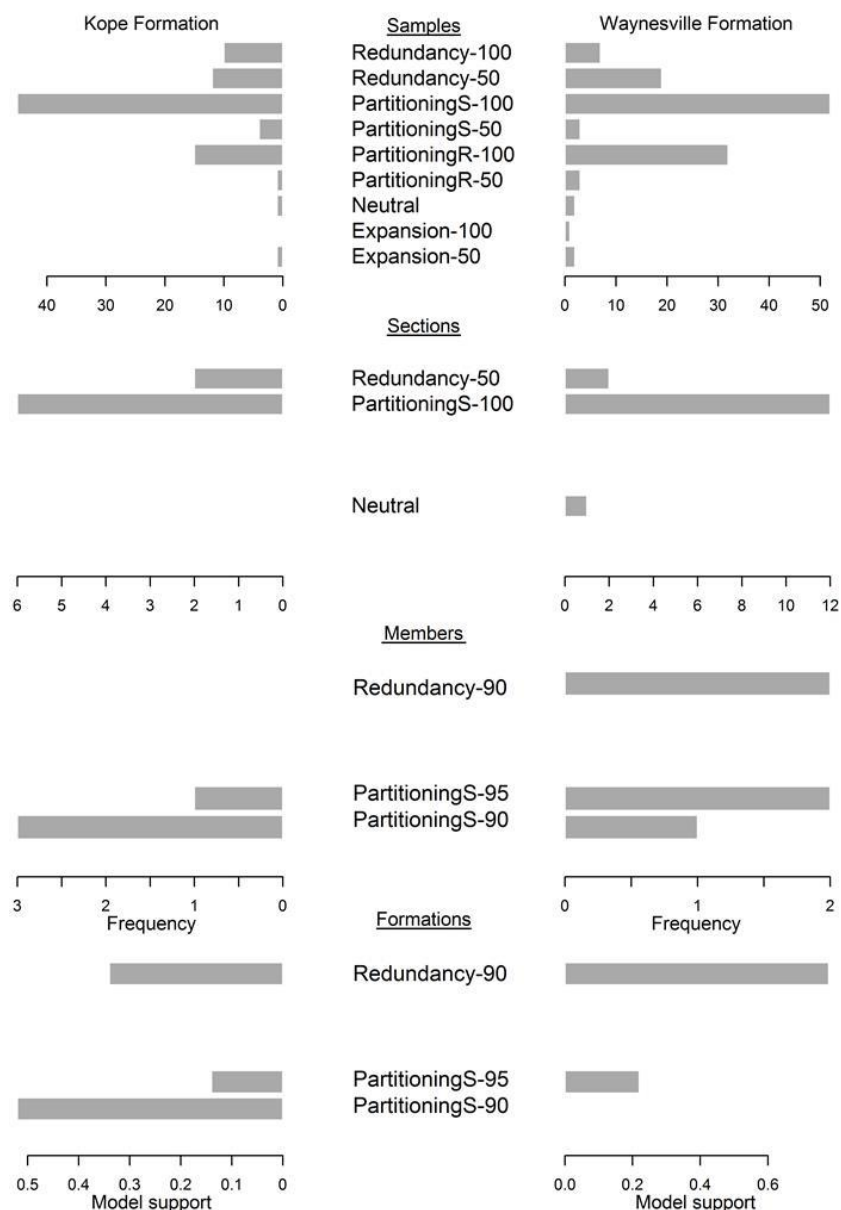 Kope Formation Samples Waynesville Formation
Redundancy-100
Redundancy-50
PartitioningS-100
PartitioningS-50
PartitioningR-100
PartitioningR-50
Neutral
Expansion-100
Expansion-50
40 30 20 10 0 0 10 20 30 40 50
Sections
Redundancy-50
PartitioningS-100
Neutral
6 5 4 3 2 1 0 0 2 4 6 8 10 12
Members
Redundancy-90
PartitioningS-95
PartitioningS-90
3 2 1 0 0 1 2
Frequency Frequency
Formations
Redundancy-90
PartitioningS-95
PartitioningS-90
0.5 0.4 0.3 0.2 0.1 0 0.0 0.2 0.4 0.6
Model support Model support